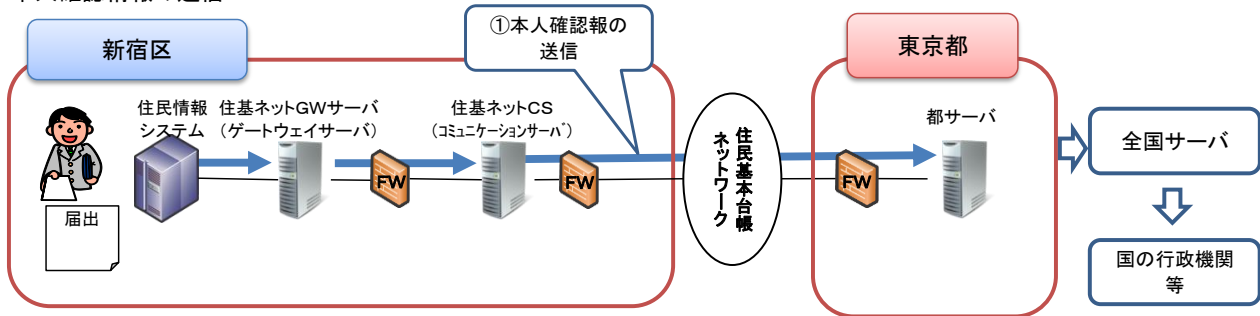 新宿区
①本人確認報の
送信
東京都
住民情報
システム
住基ネットGWサーバ
（ゲートウェイサーバ）
住基ネットCS
（ｺﾐｭﾆｹｰｼｮﾝｻｰﾊﾞ）
都サーバ
全国サーバ
FW
FW
住民基本台帳
ネットワーク
FW
届出
国の行政機関
等